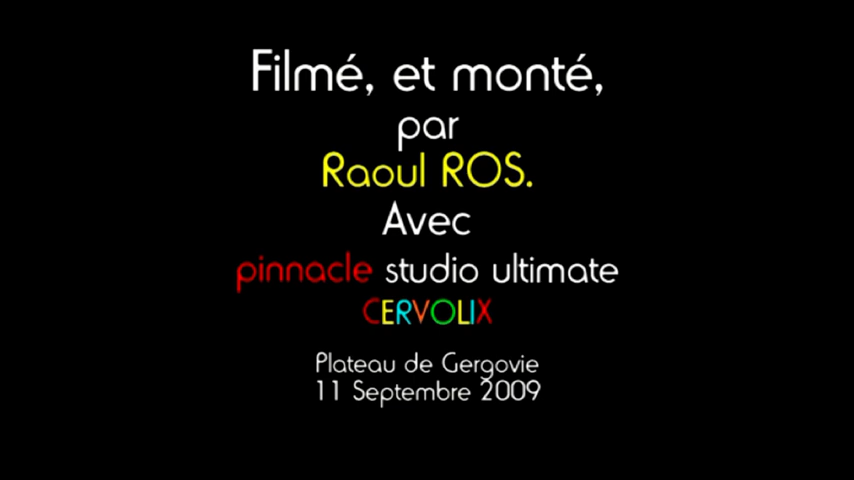 Filmé, et monté,
par
Raoul ROS.
Avec
pinnacle studio ultimate
CERVOLIX
Plateau de Gergovie
11 Septembre 2009